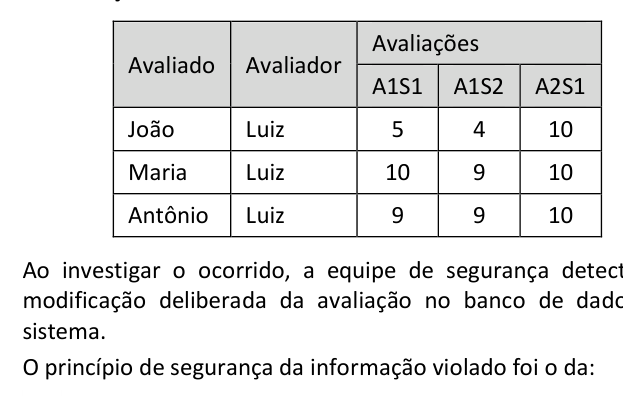 Avaliado Avaliador Avaliações
A1S1 A1S2 A2S1
João Luiz 5 4 10
Maria Luiz 10 9 10
Antônio Luiz 9 9 10
Ao investigar o ocorrido, a equipe de segurança detect
modificação deliberada da avaliação no banco de dado
sistema.
O princípio de segurança da informação violado foi o da: